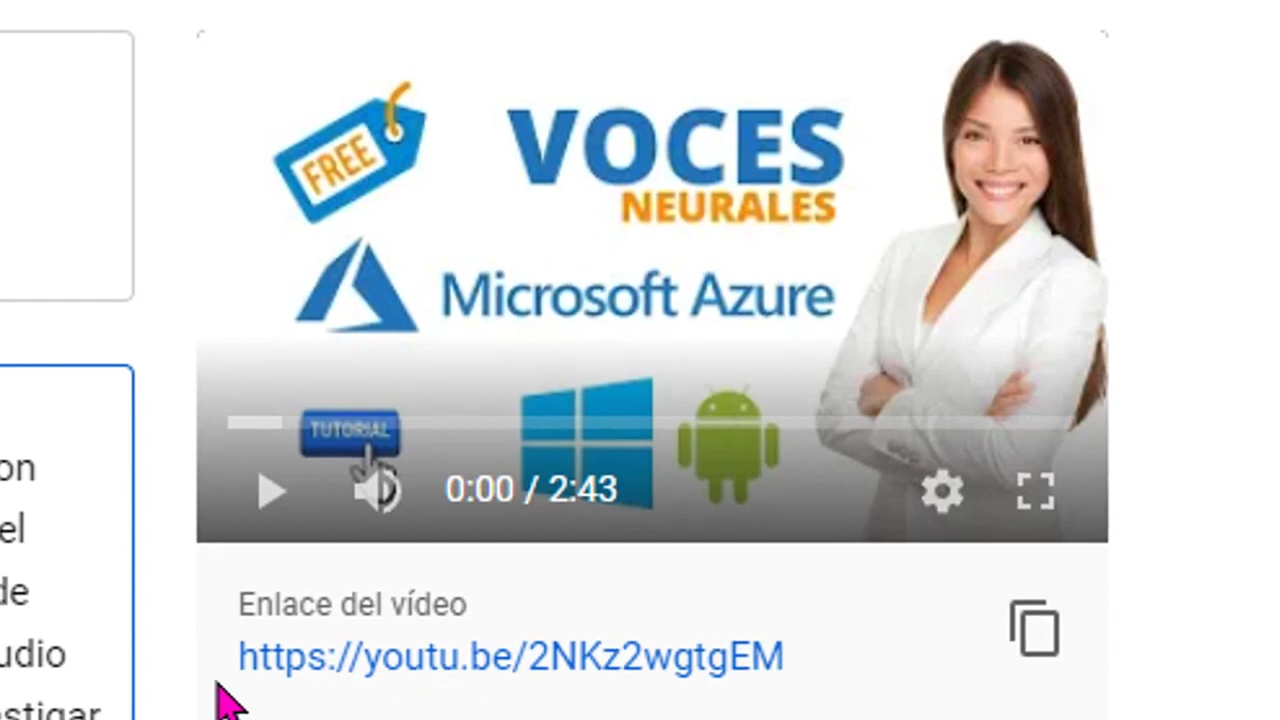 FREE
VOCES
NEURALES
Microsoft Azure
TUTORIAL
0:00 / 2:43
on
el
de
udio
estigar
Enlace del vídeo
https://youtu.be/2NKz2wgtgEM